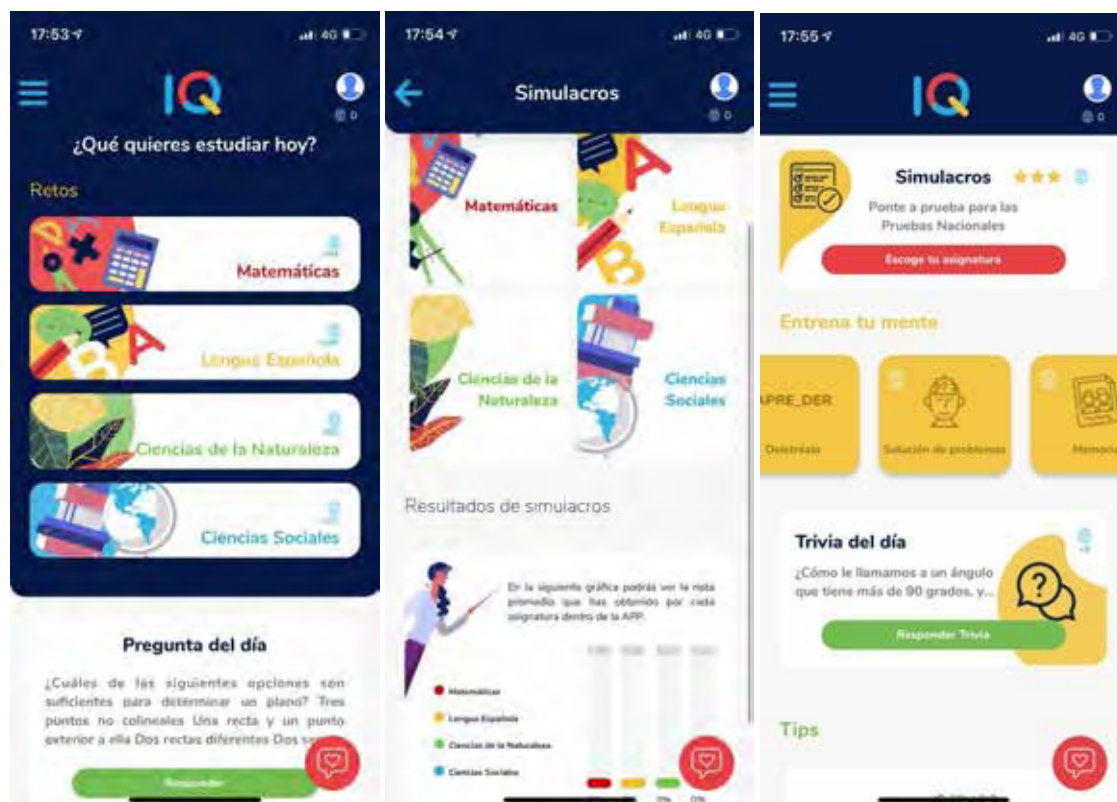 17:53
4G
IQ
0
¿Qué quieres estudiar hoy?
Retos
Matemáticas
Lengua Española
Ciencias de la Naturaleza
Ciencias Sociales
Pregunta del día
¿Cuáles de las siguientes opciones son
suficientes para determinar un plano? Tres
puntos no colineales Una recta y un punto
exterior a ella Dos rectas diferentes Dos
Responder
17:54
4G
Simulacros
0
Matemáticas
Lengua
Española
Ciencias de la
Naturaleza
Ciencias
Sociales
Resultados de simulacros
En la siguiente gráfica podrás ver la nota
promedio que has obtenido por cada
asignatura dentro de la APP.
Matemáticas
Lengua Española
Ciencias de la Naturaleza
Ciencias Sociales
0% 0%
17:55
4G
IQ
0
Simulacros
Ponte a prueba para las
Pruebas Nacionales
Escoge tu asignatura
Entrena tu mente
APRE_DER
Deletréalo
Solución de problemas
Memoria
Trivia del día
¿Cómo le llamamos a un ángulo
que tiene más de 90 grados, y...
Responder Trivia
Tips